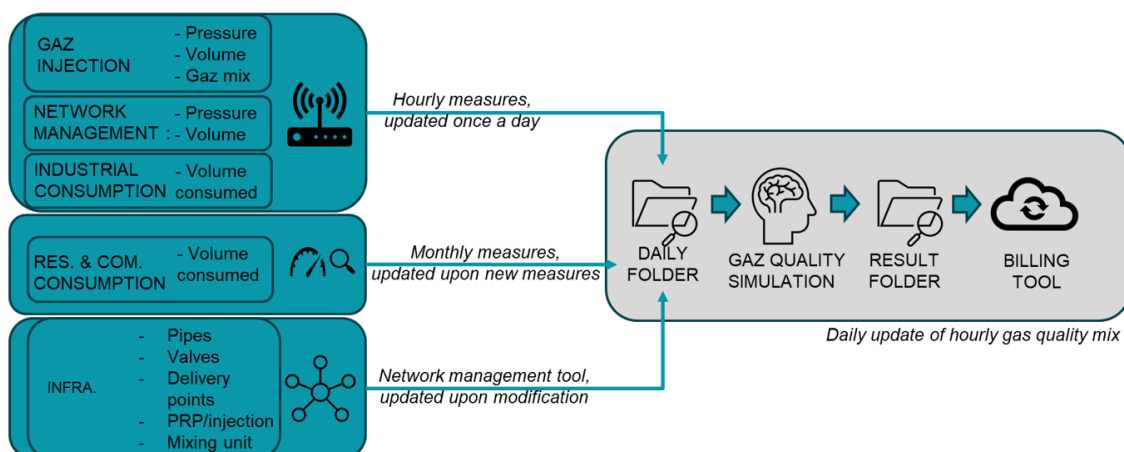 GAZ
INJECTION
- Pressure
- Volume
- Gaz mix
NETWORK
MANAGEMENT :
- Pressure
- Volume
INDUSTRIAL
CONSUMPTION
- Volume
consumed
Hourly measures,
updated once a day
RES. & COM.
CONSUMPTION
- Volume
consumed
Monthly measures,
updated upon new measures
INFRA.
- Pipes
- Valves
- Delivery
points
- PRP/injection
- Mixing unit
Network management tool,
updated upon modification
DAILY
FOLDER
GAZ QUALITY
SIMULATION
RESULT
FOLDER
BILLING
TOOL
Daily update of hourly gas quality mix